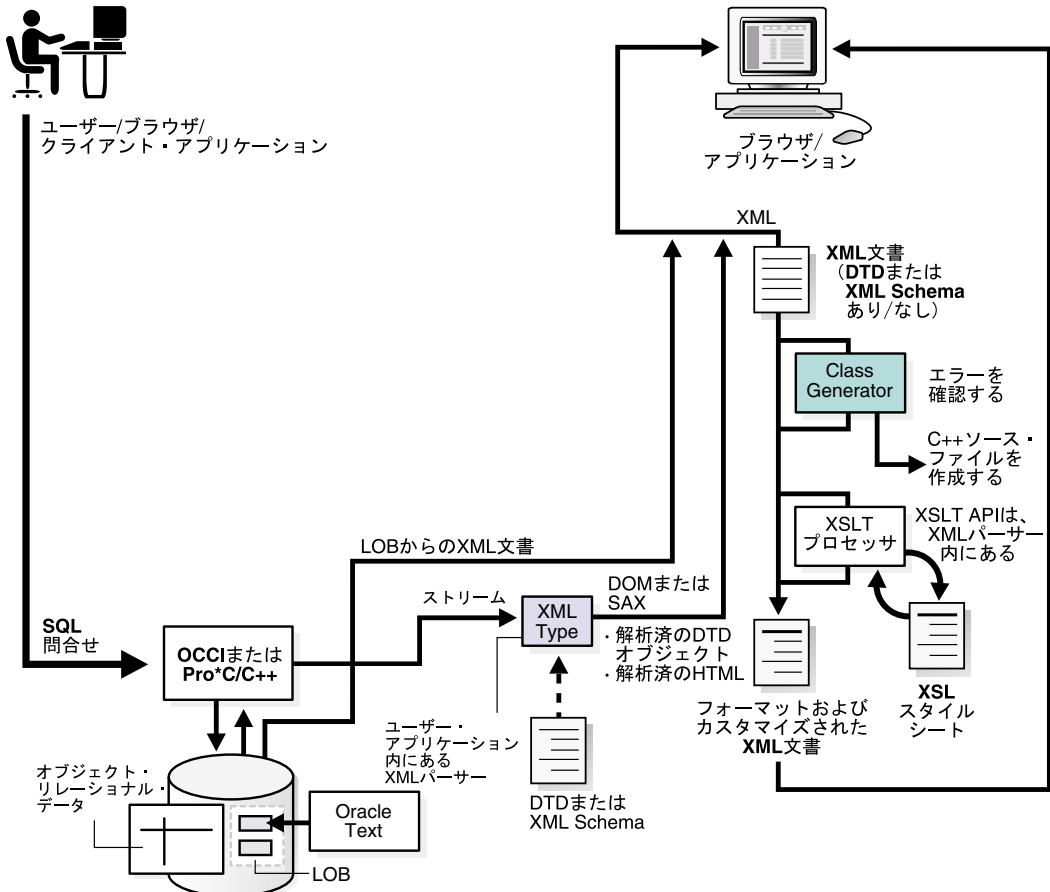 ユーザー/ブラウザ/
クライアント・アプリケーション
ブラウザ/
アプリケーション
XML
XML文書
(DTDまたは
XML Schema
あり/なし)
Class
Generator
エラーを
確認する
C++ソース・
ファイルを
作成する
XSLT
プロセッサ
XSLT APIは、
XMLパーサー
内にある
LOBからのXML文書
ストリーム
XML
Type
DOMまたは
SAX
・解析済のDTD
オブジェクト
・解析済のHTML
SQL
問合せ
OCCIまたは
Pro*C/C++
XSL
スタイル
シート
フォーマットおよび
カスタマイズされた
XML文書
ユーザー・
アプリケーション
内にある
XMLパーサー
DTDまたは
XML Schema
オブジェクト・
リレーショナル・
データ
Oracle
Text
LOB